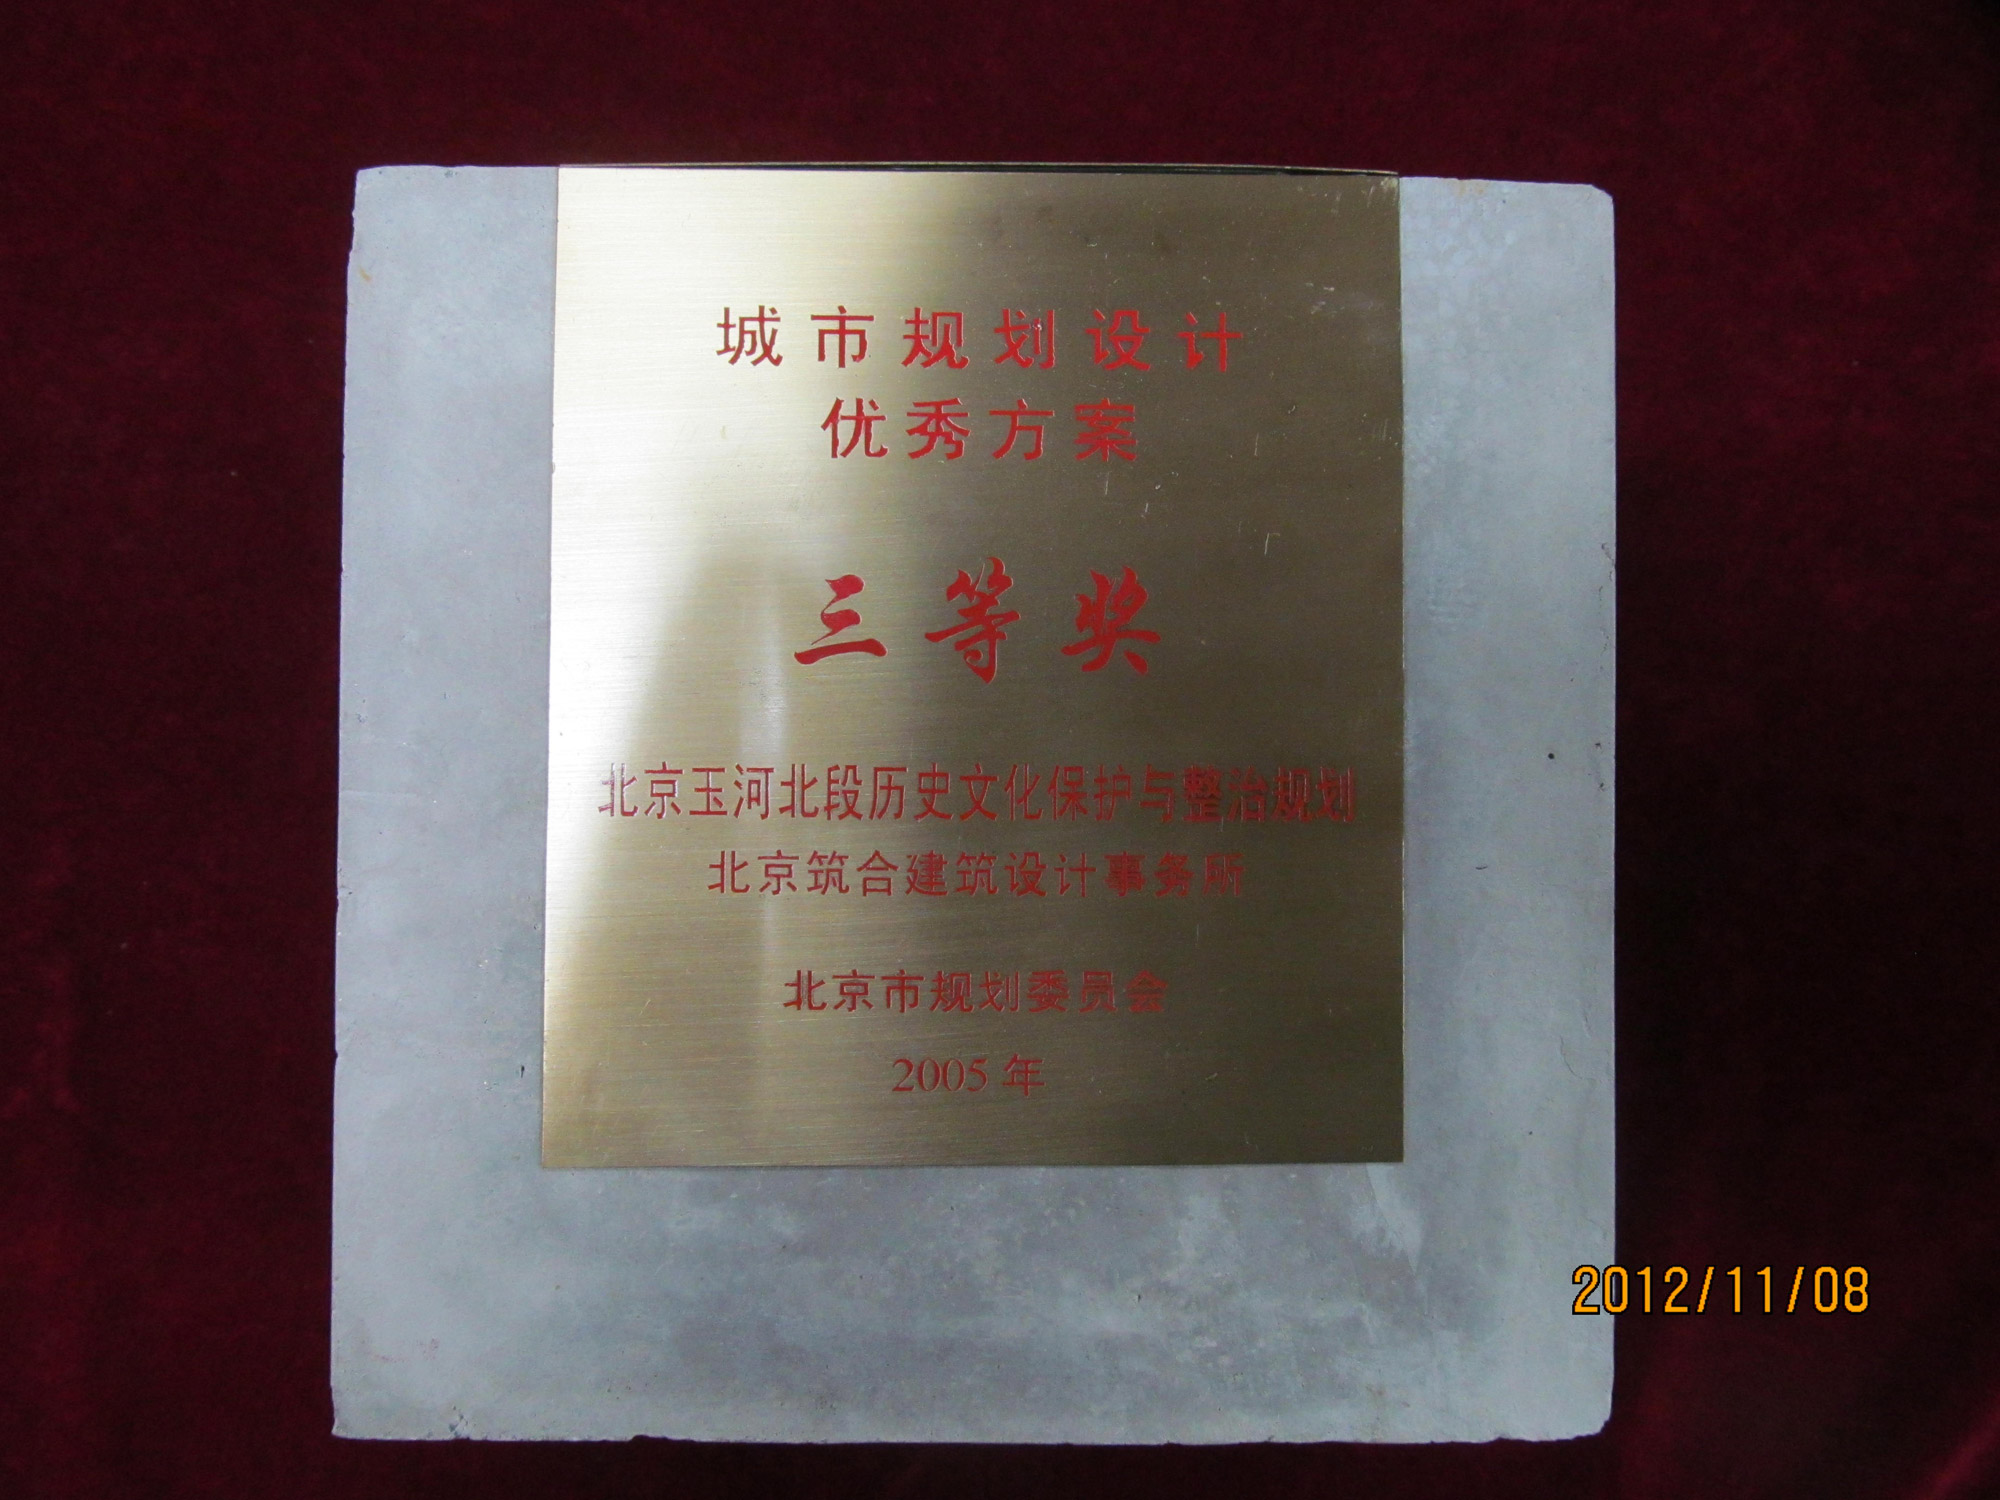 城市规划设计
优秀方案
三等奖
北京玉河北段历史文化保护与整治规划
北京筑合建筑设计事务所
北京市规划委员会
2005年
2012/11/08